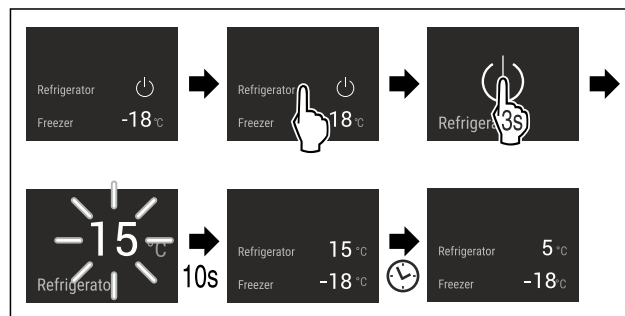 Refrigerator
Freezer -18 °C
Refrigerator
Freezer 18 °C
Refrigera 3s
15 °C
Refrigerato
10s
Refrigerator 15 °C
Freezer -18 °C
Refrigerator 5 °C
Freezer -18 °C